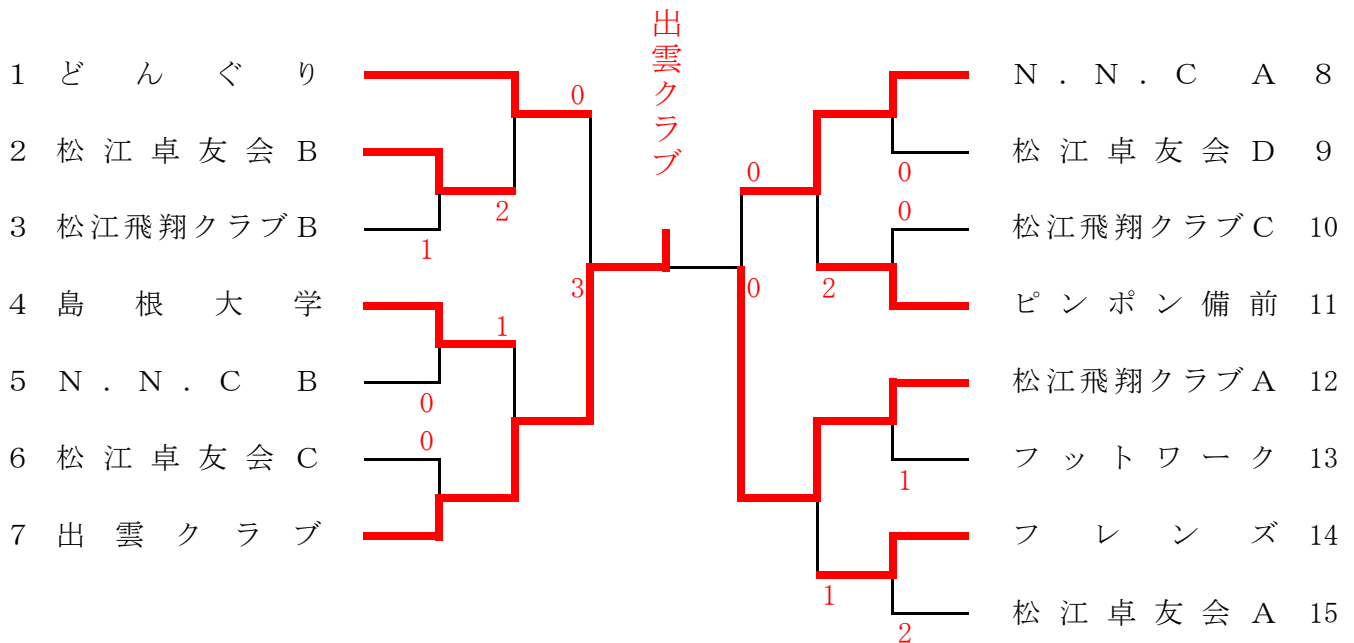 出雲クラブ
1 どんぐり
2 松江卓友会B
3 松江飛翔クラブB
4 島根大学
5 N.N.C B
6 松江卓友会C
7 出雲クラブ
0
2
1
1
0
0
3
0
0
0
0
2
1
1
2
N.N.C A 8
松江卓友会D 9
松江飛翔クラブC 10
ピンポン備前 11
松江飛翔クラブA 12
フットワーク 13
フレンズ 14
松江卓友会A 15